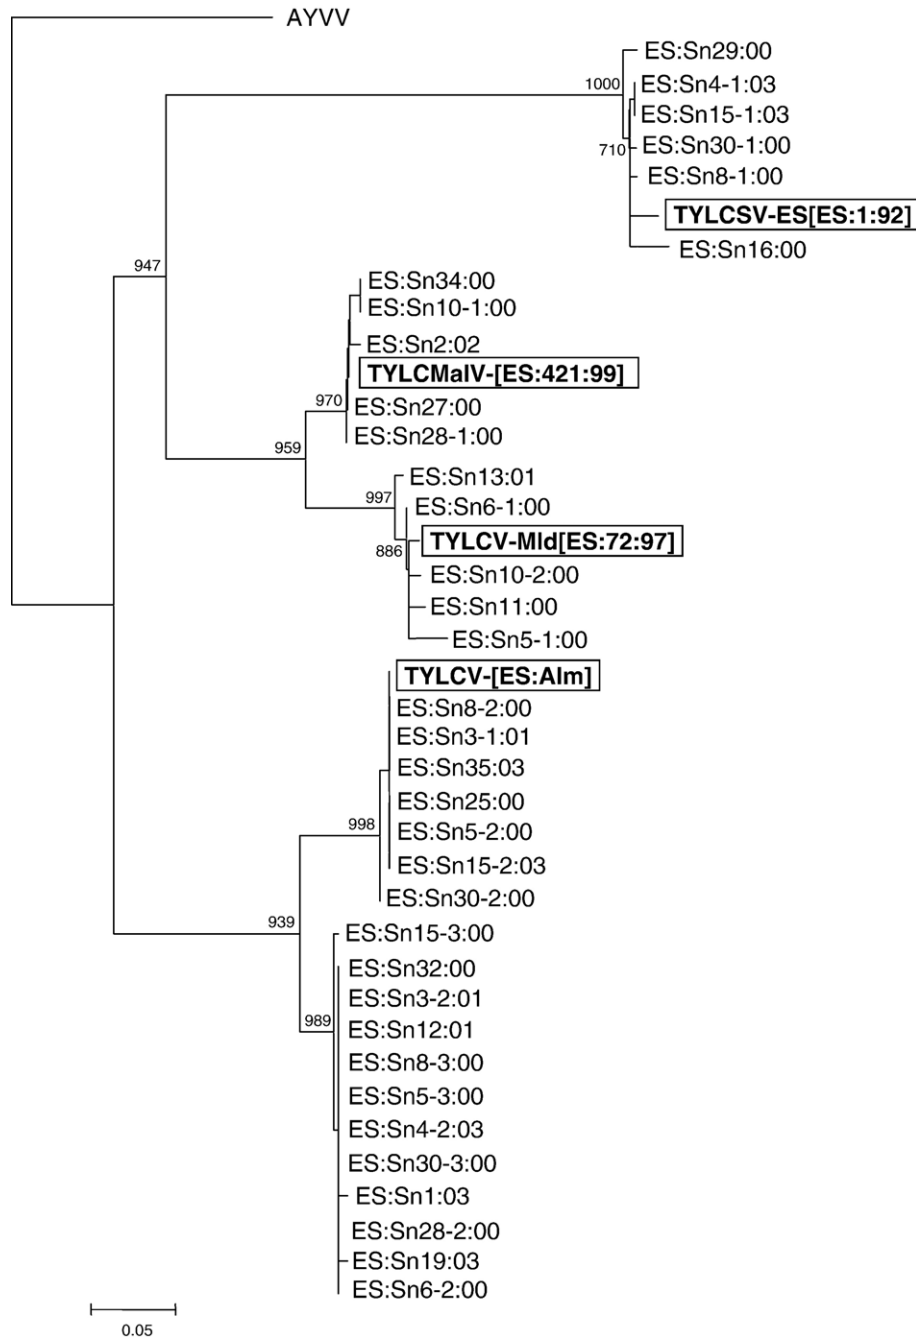 AYVV
ES:Sn29:00
1000
ES:Sn4-1:03
ES:Sn15-1:03
ES:Sn30-1:00
710
ES:Sn8-1:00
TYLCSV-ES[ES:1:92]
ES:Sn16:00
947
ES:Sn34:00
ES:Sn10-1:00
ES:Sn2:02
TYLCMalV-[ES:421:99]
970
ES:Sn27:00
ES:Sn28-1:00
959
ES:Sn13:01
997
ES:Sn6-1:00
TYLCV-Mld[ES:72:97]
886
ES:Sn10-2:00
ES:Sn11:00
ES:Sn5-1:00
TYLCV-[ES:Alm]
ES:Sn8-2:00
ES:Sn3-1:01
ES:Sn35:03
ES:Sn25:00
998
ES:Sn5-2:00
ES:Sn15-2:03
ES:Sn30-2:00
939
ES:Sn15-3:00
ES:Sn32:00
ES:Sn3-2:01
989
ES:Sn12:01
ES:Sn8-3:00
ES:Sn5-3:00
ES:Sn4-2:03
ES:Sn30-3:00
ES:Sn1:03
ES:Sn28-2:00
ES:Sn19:03
ES:Sn6-2:00
0.05